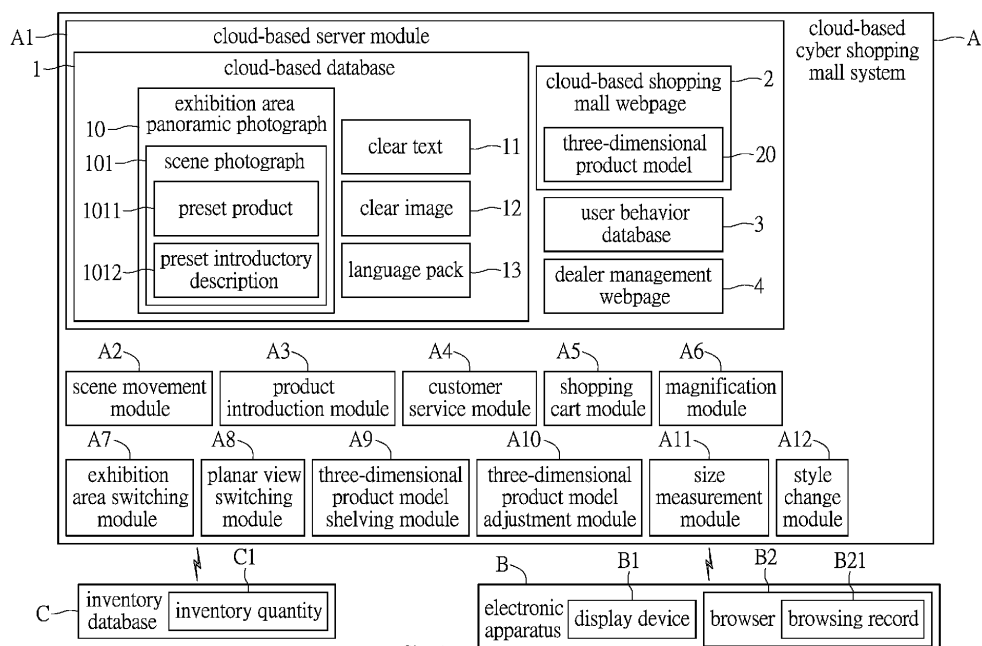 A1
cloud-based server module
cloud-based
cyber shopping
mall system
A
1
cloud-based database
cloud-based shopping
mall webpage
2
exhibition area
panoramic photograph
10
clear text
11
three-dimensional
product model
20
101
scene photograph
1011
preset product
clear image
12
user behavior
database
3
1012
preset introductory
description
language pack
13
dealer management
webpage
4
A2
A3
A4
A5
A6
scene movement
module
product
introduction module
customer
service module
shopping
cart module
magnification
module
A7
A8
A9
A10
A11
A12
exhibition
area switching
module
planar view
switching
module
three-dimensional
product model
shelving module
three-dimensional
product model
adjustment module
size
measurement
module
style
change
module
C1
C
inventory
database
inventory quantity
B
B1
B2
B21
electronic
apparatus
display device
browser
browsing record